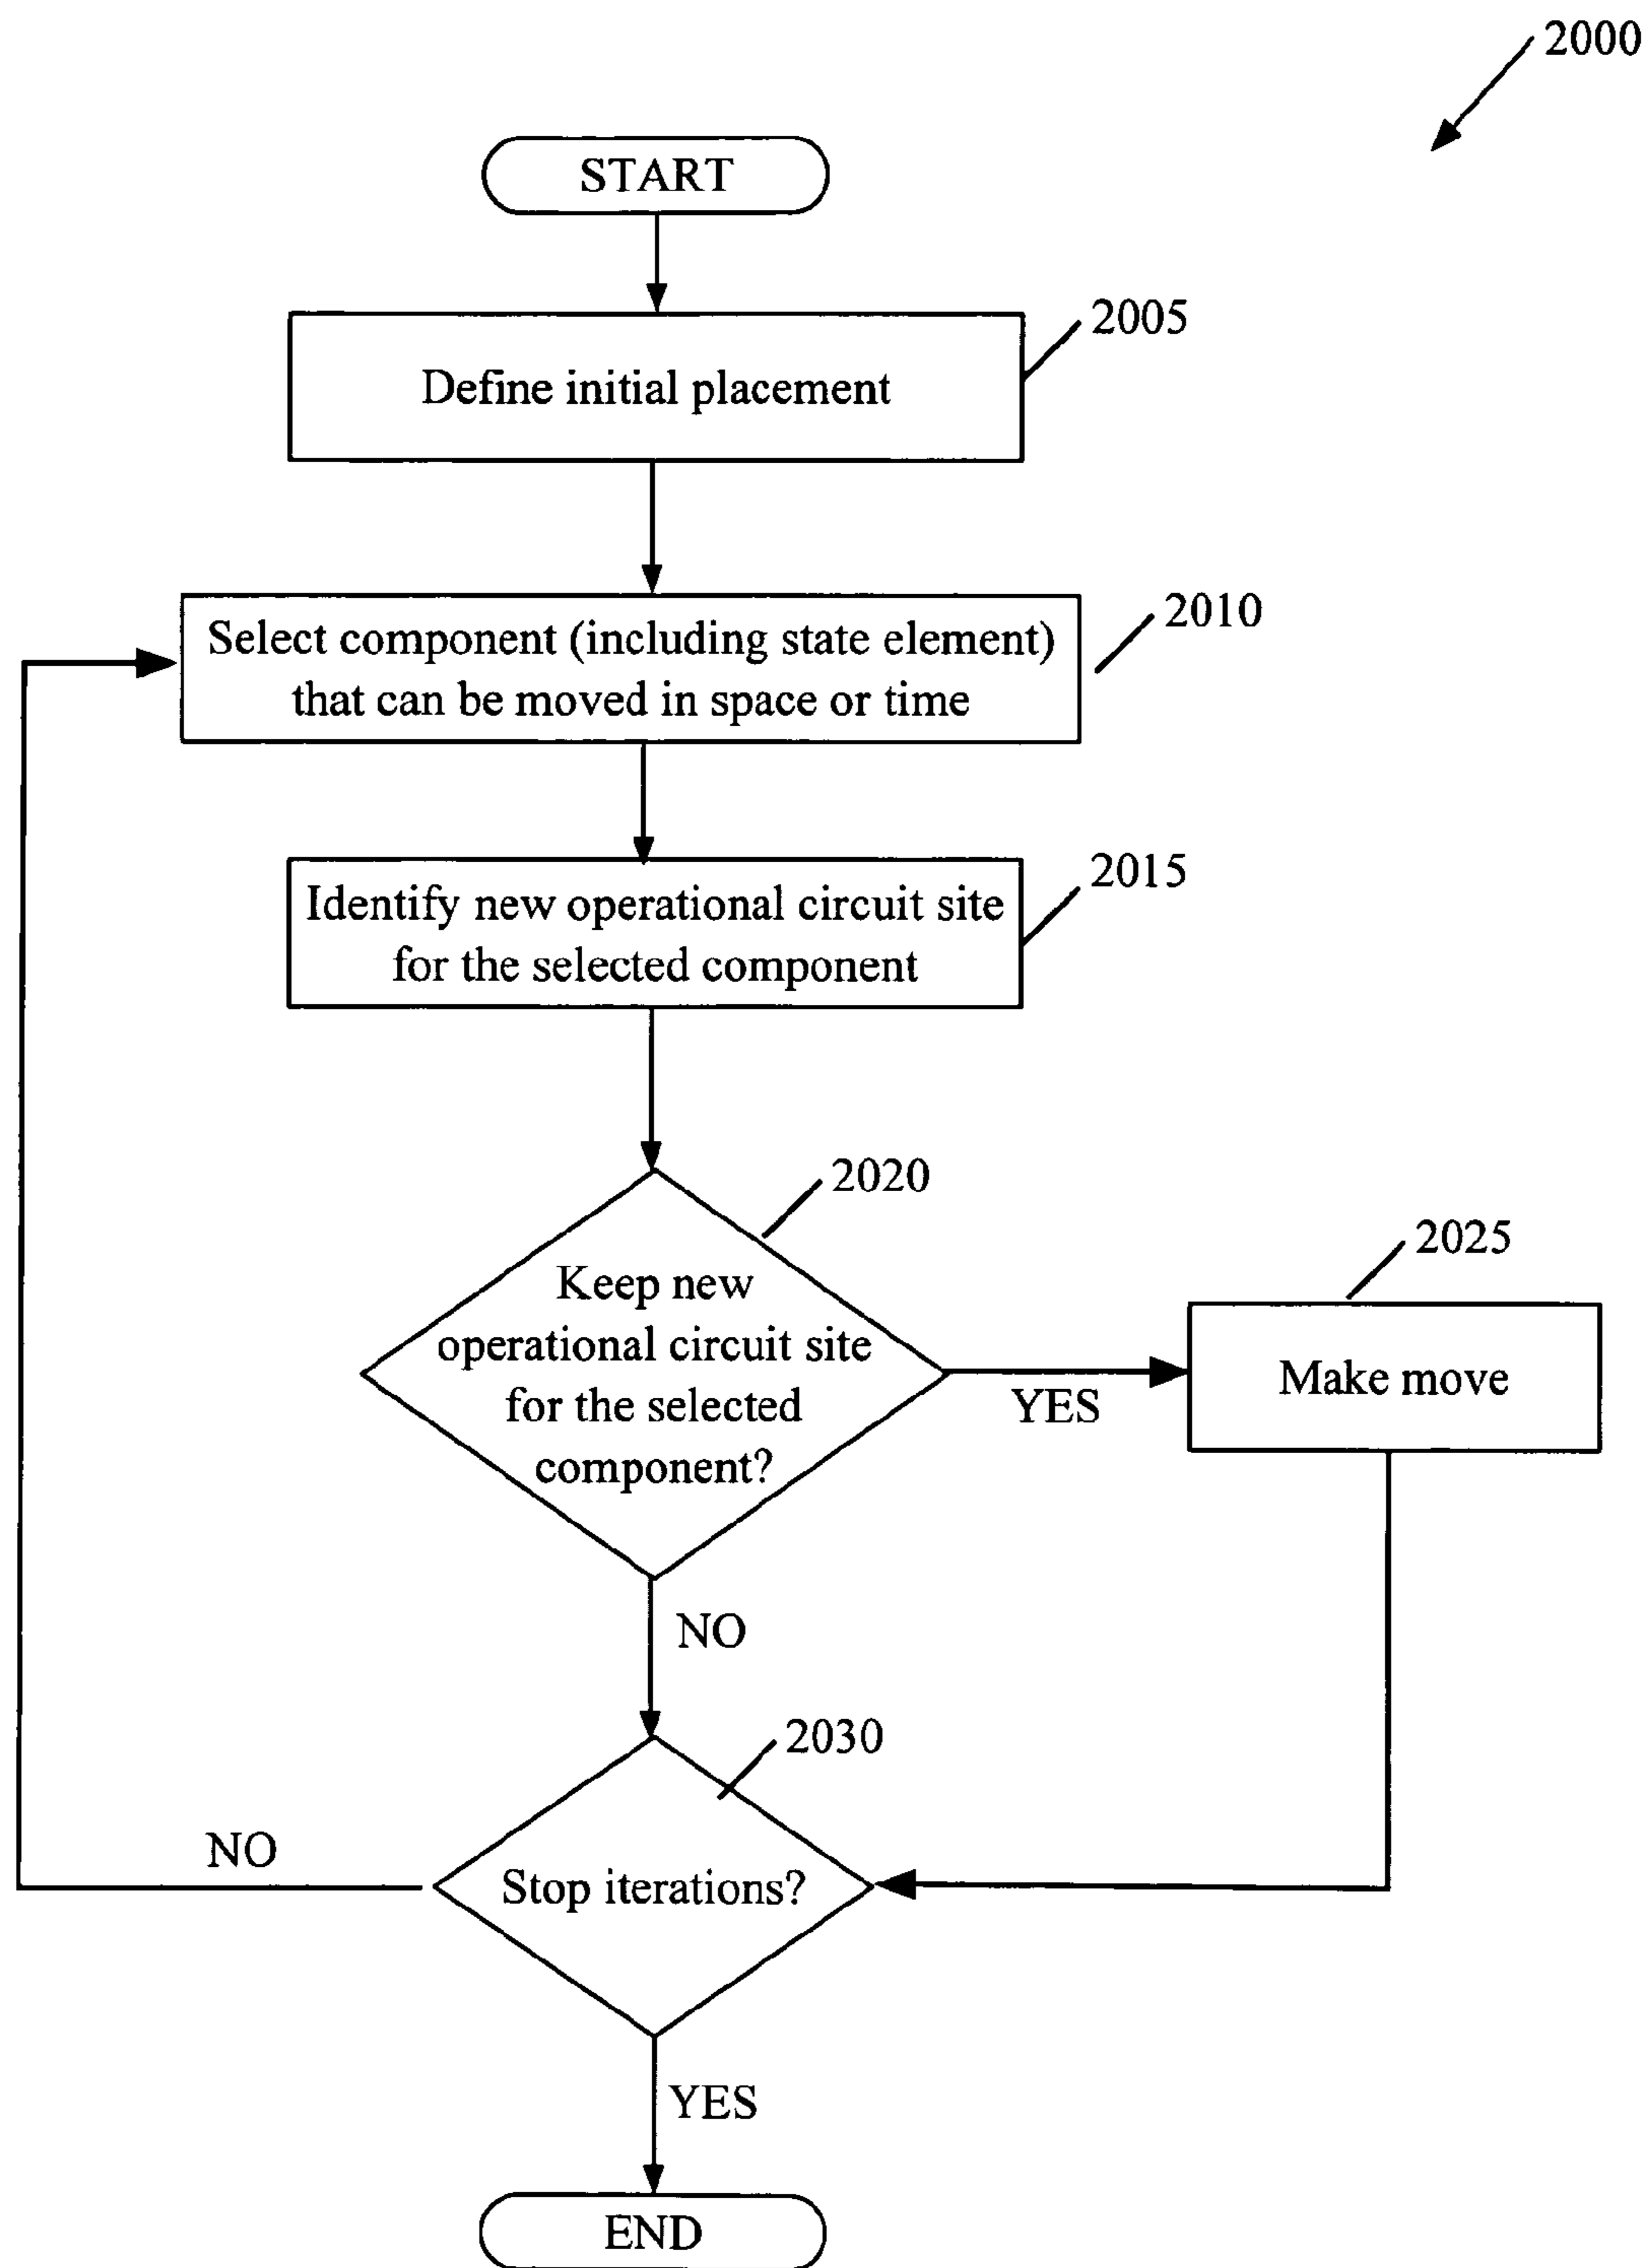 2000
START
2005
Define initial placement
2010
Select component (including state element)
that can be moved in space or time
2015
Identify new operational circuit site
for the selected component
2020
Keep new
operational circuit site
for the selected
component?
YES
2025
Make move
NO
2030
Stop iterations?
NO
YES
END